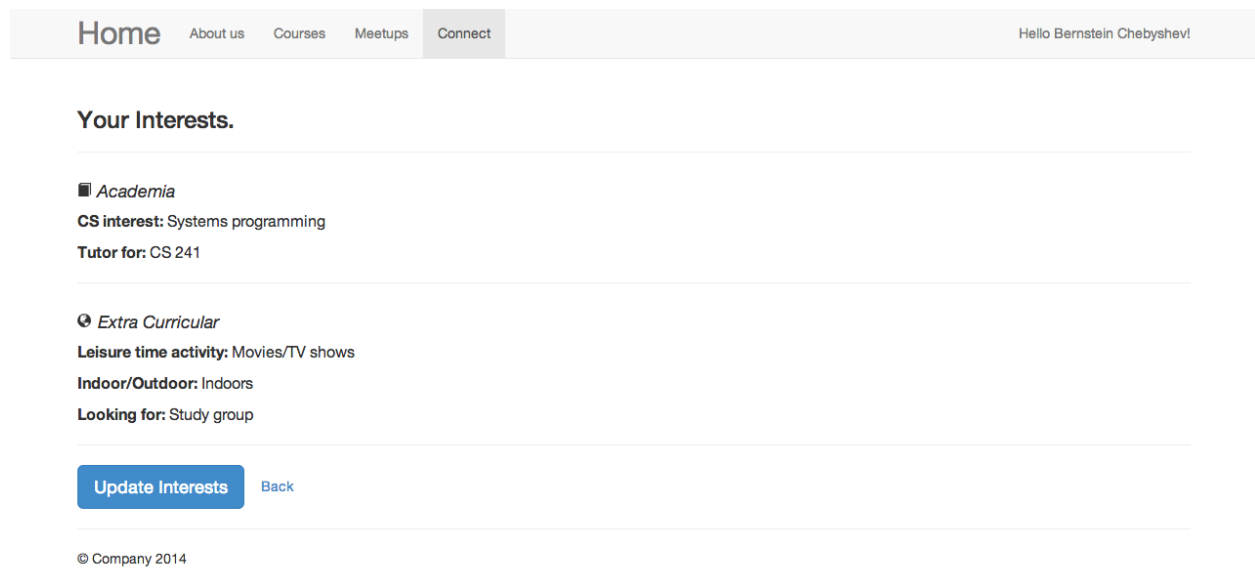 Home About us Courses Meetups Connect Hello Bernstein Chebyshev!
Your Interests.
Academia
CS interest: Systems programming
Tutor for: CS 241
Extra Curricular
Leisure time activity: Movies/TV shows
Indoor/Outdoor: Indoors
Looking for: Study group
Update Interests Back
© Company 2014